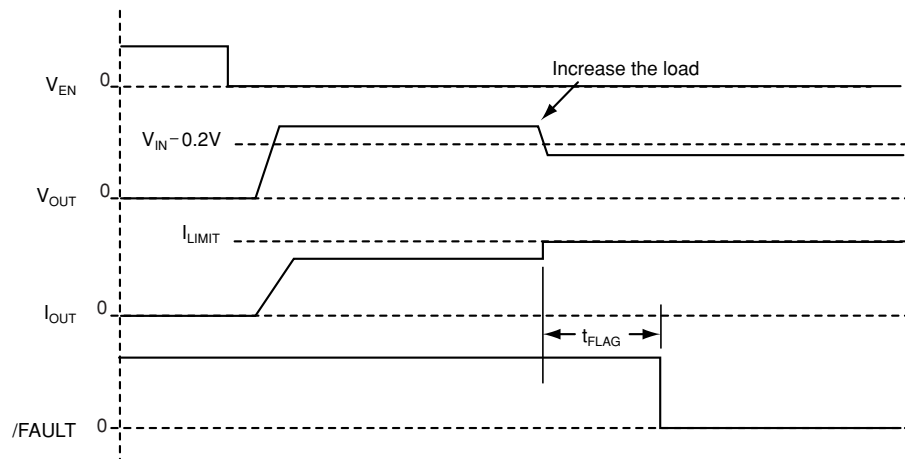 V_EN 0
Increase the load
V_IN−0.2V
V_OUT 0
I_LIMIT
I_OUT 0
t_FLAG
/FAULT 0